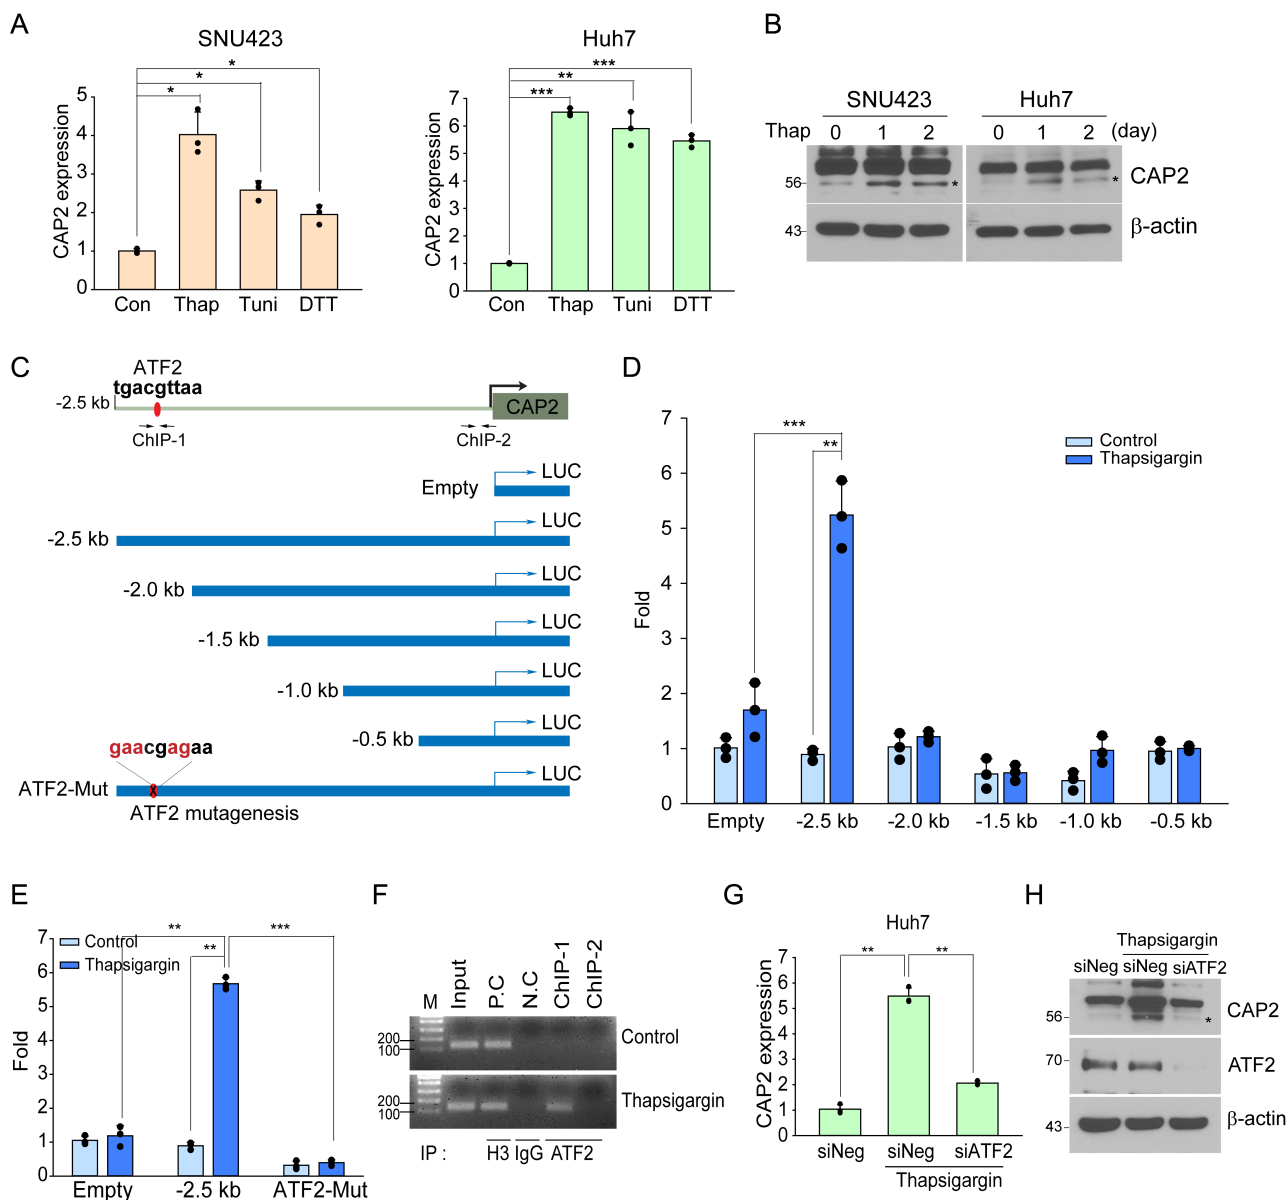 A
SNU423
CAP2 expression
5
4
3
2
1
0
*
*
*
Con Thap Tuni DTT
Huh7
CAP2 expression
7
6
5
4
3
2
1
0
***
**
***
Con Thap Tuni DTT
B
SNU423 Huh7
Thap 0 1 2 0 1 2 (day)
56
* * CAP2
43
β-actin
C
ATF2
tgacgttaa
-2.5 kb
CAP2
ChIP-1 ChIP-2
Empty LUC
-2.5 kb LUC
-2.0 kb LUC
-1.5 kb LUC
-1.0 kb LUC
-0.5 kb LUC
gaacgagaa
ATF2-Mut X LUC
ATF2 mutagenesis
D
Fold
7
6
5
4
3
2
1
0
***
**
Control
Thapsigargin
Empty -2.5 kb -2.0 kb -1.5 kb -1.0 kb -0.5 kb
E
Fold
7
6
5
4
3
2
1
0
Control
Thapsigargin
**
**
***
Empty -2.5 kb ATF2-Mut
F
M Input P.C N.C ChIP-1 ChIP-2
200
100
Control
200
100
Thapsigargin
IP : H3 IgG ATF2
G
Huh7
CAP2 expression
7
6
5
4
3
2
1
0
** **
siNeg siNeg siATF2
Thapsigargin
H
Thapsigargin
siNeg siNeg siATF2
56
* CAP2
70
ATF2
43
β-actin